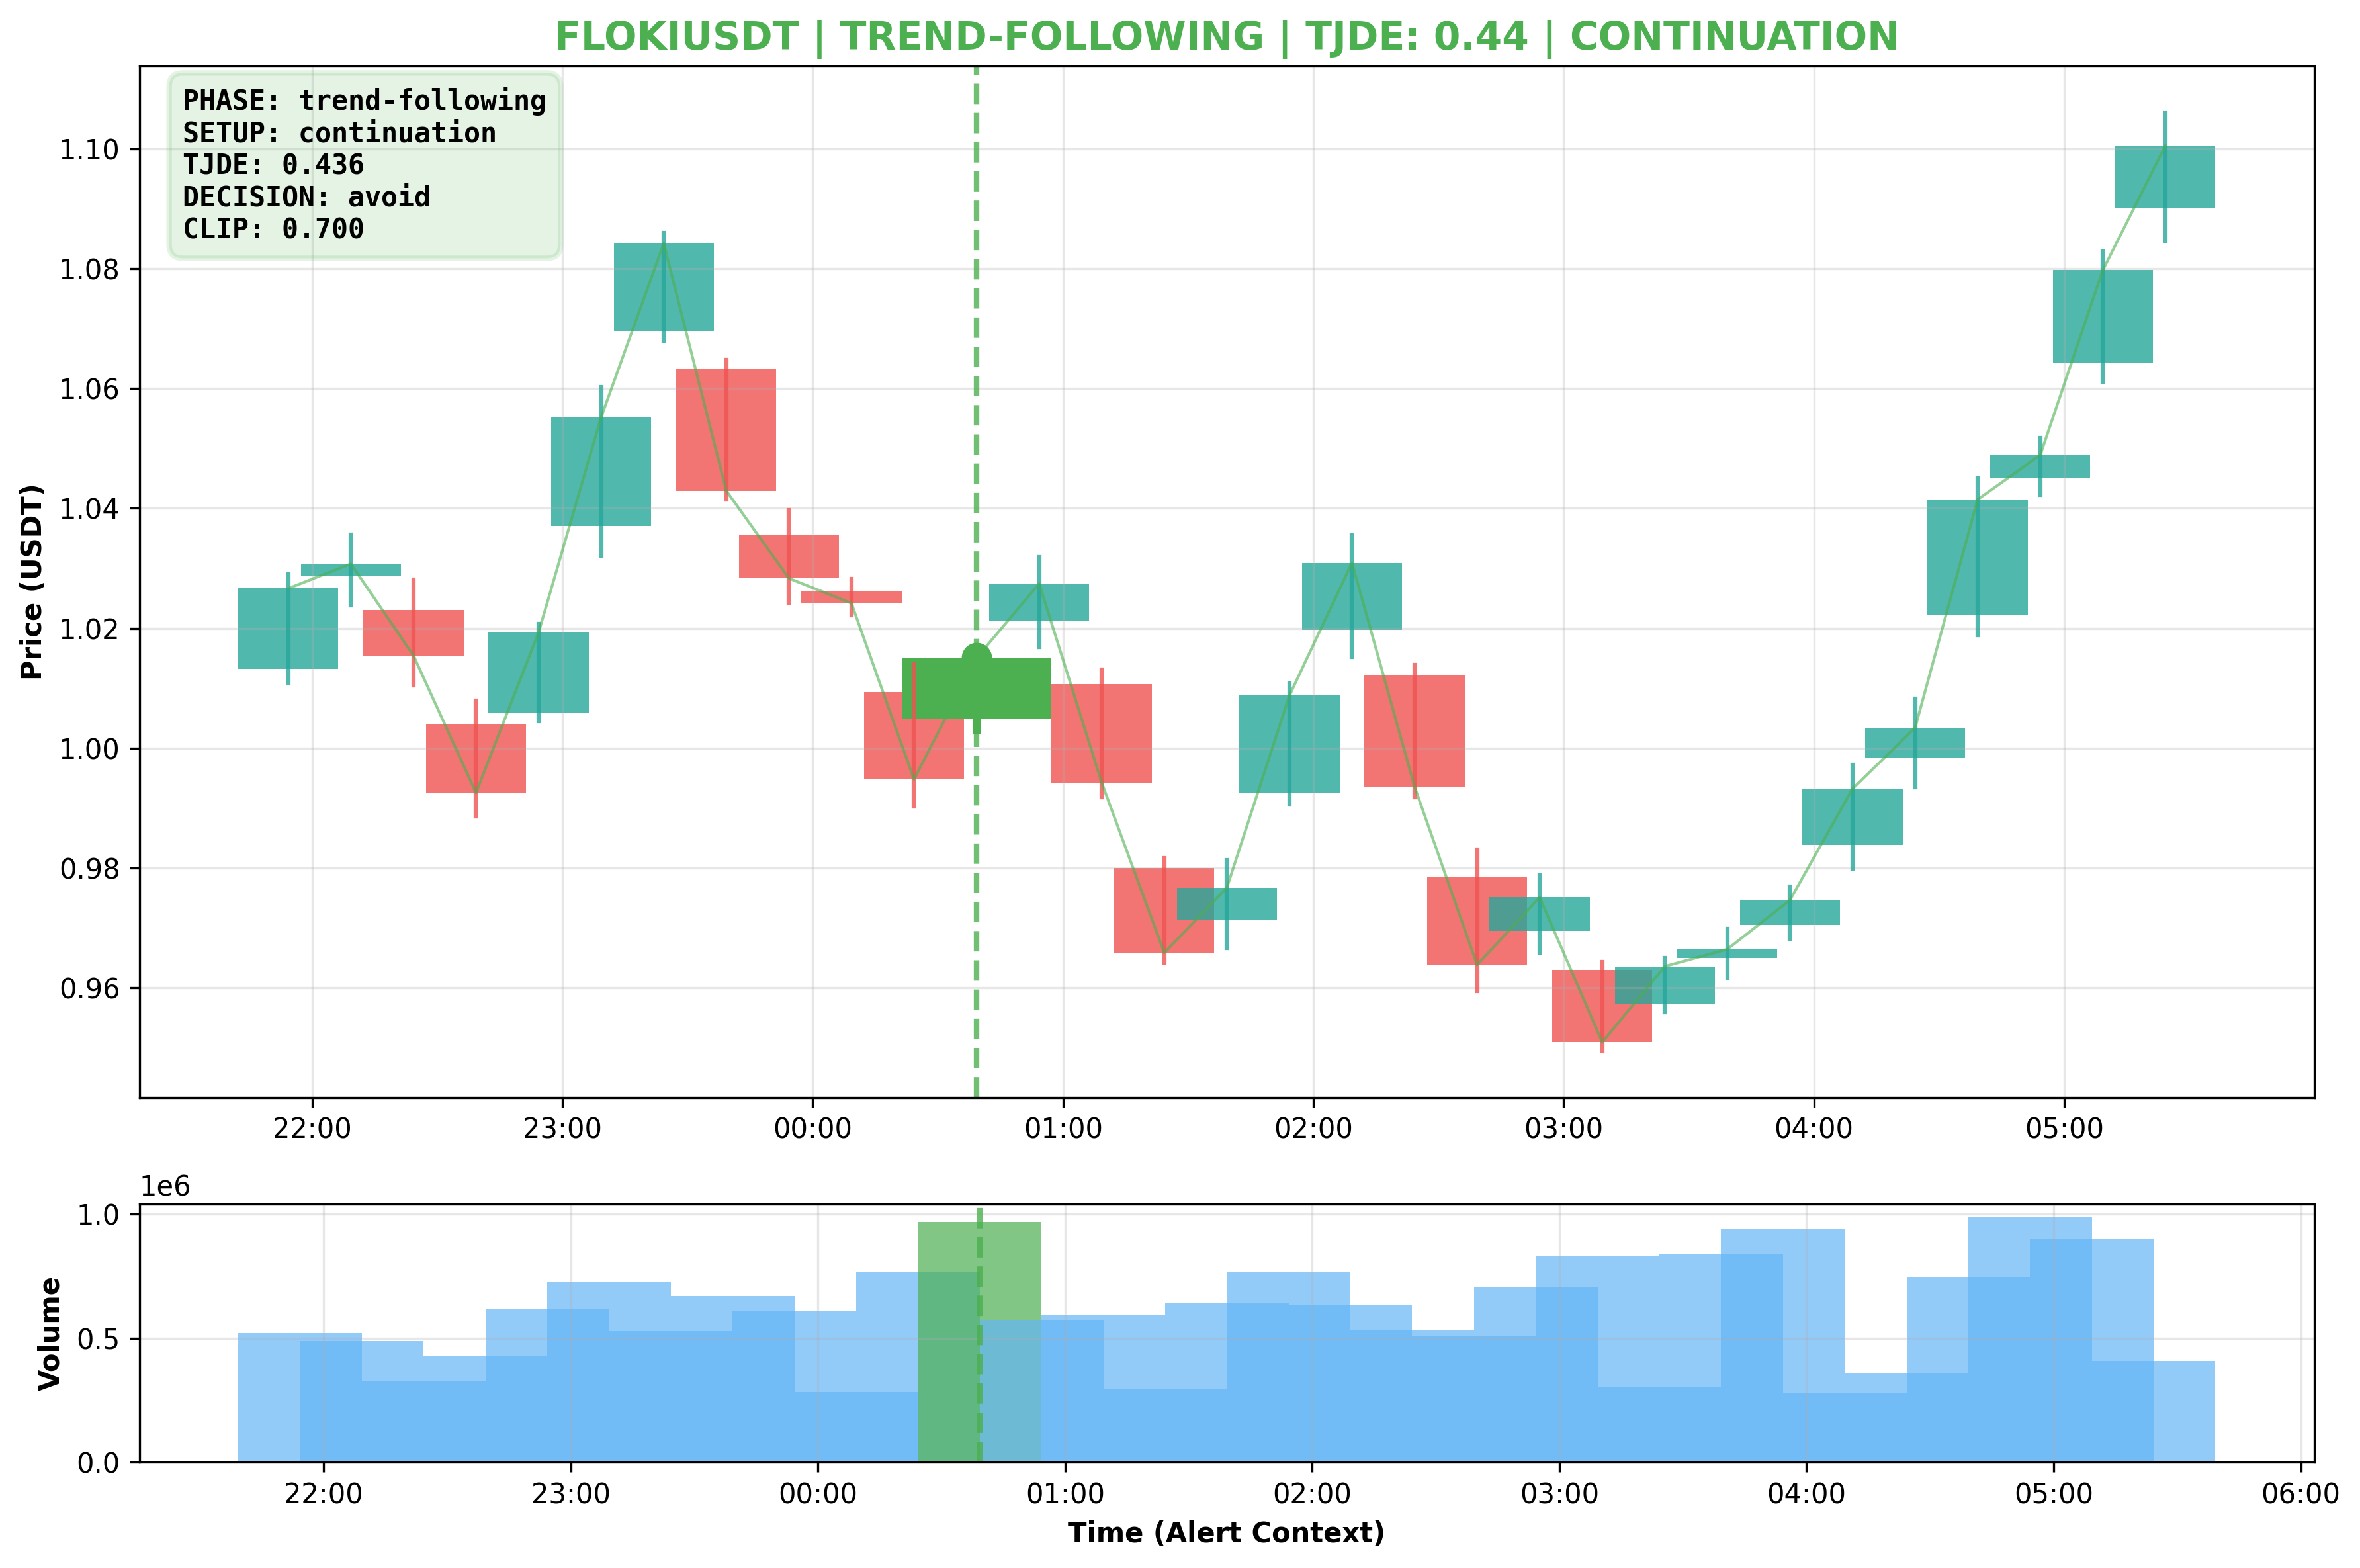 FLOKIUSDT | TREND-FOLLOWING | TJDE: 0.44 | CONTINUATION
PHASE: trend-following
SETUP: continuation
TJDE: 0.436
DECISION: avoid
CLIP: 0.700
Price (USDT)
1.10
1.08
1.06
1.04
1.02
1.00
0.98
0.96
22:00 23:00 00:00 01:00 02:00 03:00 04:00 05:00
1e6
Volume
1.0
0.5
0.0
22:00 23:00 00:00 01:00 02:00 03:00 04:00 05:00 06:00
Time (Alert Context)